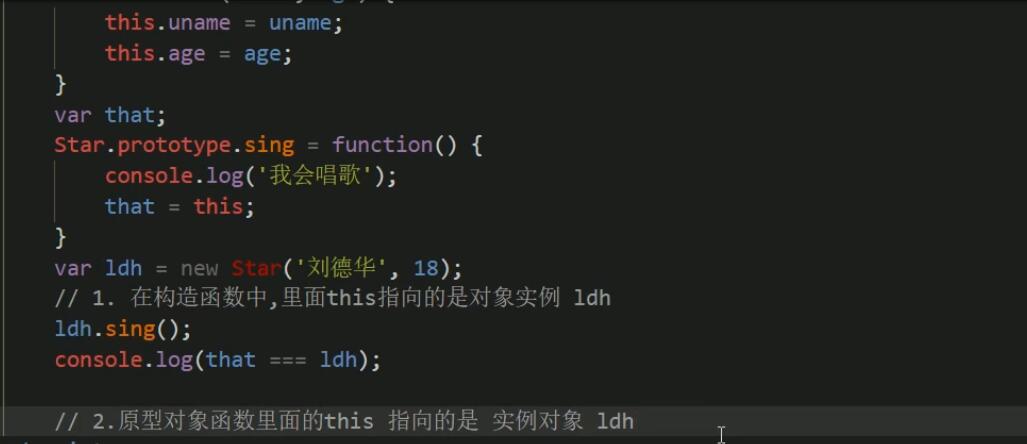 this.uname = uname;
this.age = age;
}
var that;
Star.prototype.sing = function() {
console.log('我会唱歌');
that = this;
}
var ldh = new Star('刘德华', 18);
// 1. 在构造函数中,里面this指向的是对象实例 ldh
ldh.sing();
console.log(that === ldh);
// 2.原型对象函数里面的this 指向的是 实例对象 ldh